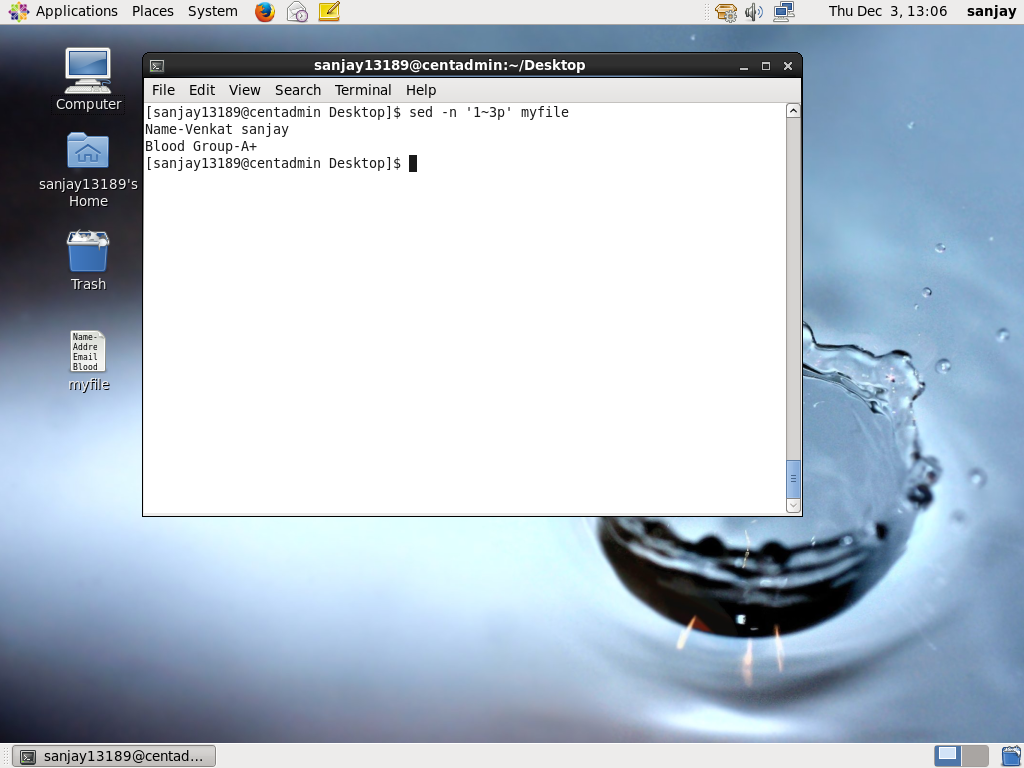 Applications Places System Thu Dec 3, 13:06 sanjay
sanjay13189@centadmin:~/Desktop
File Edit View Search Terminal Help
[sanjay13189@centadmin Desktop]$ sed -n '1~3p' myfile
Name-Venkat sanjay
Blood Group-A+
[sanjay13189@centadmin Desktop]$
Computer
sanjay13189's
Home
Trash
Name-
Addre
Email
Blood
myfile
sanjay13189@centad...